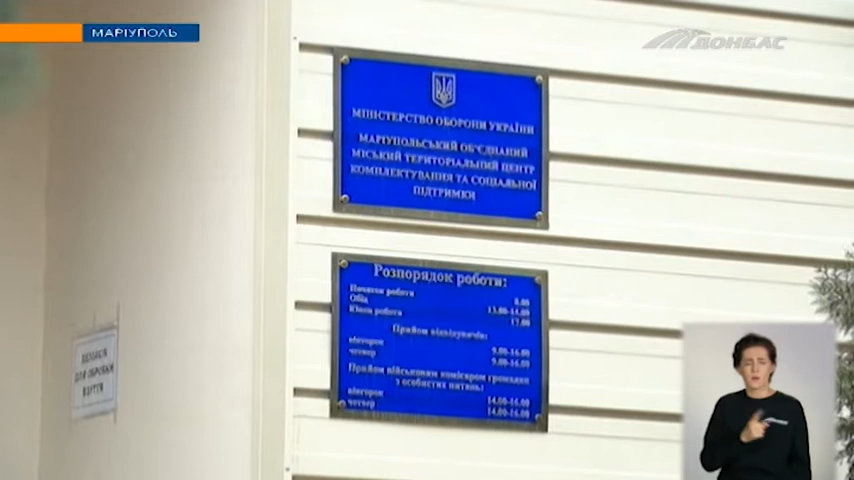 МАРІУПОЛЬ
ДОНБАС
МІНІСТЕРСТВО ОБОРОНИ УКРАЇНИ
МАРІУПОЛЬСЬКИЙ ОБ'ЄДНАНИЙ
МІСЬКИЙ ТЕРИТОРІАЛЬНИЙ ЦЕНТР
КОМПЛЕКТУВАННЯ ТА СОЦІАЛЬНОЇ
ПІДТРИМКИ
Розпорядок роботи:
Початок роботи 8.00
Обід 13.00-14.00
Кінець роботи 17.00
Прийом відвідувачів:
вівторок 9.00-16.00
четвер 9.00-16.00
Прийом військовим комісаром громадян
з особистих питань:
вівторок 14.00-16.00
четвер 14.00-16.00
ДЛЯ ОБРОБКИ
ВЗУТТЯ